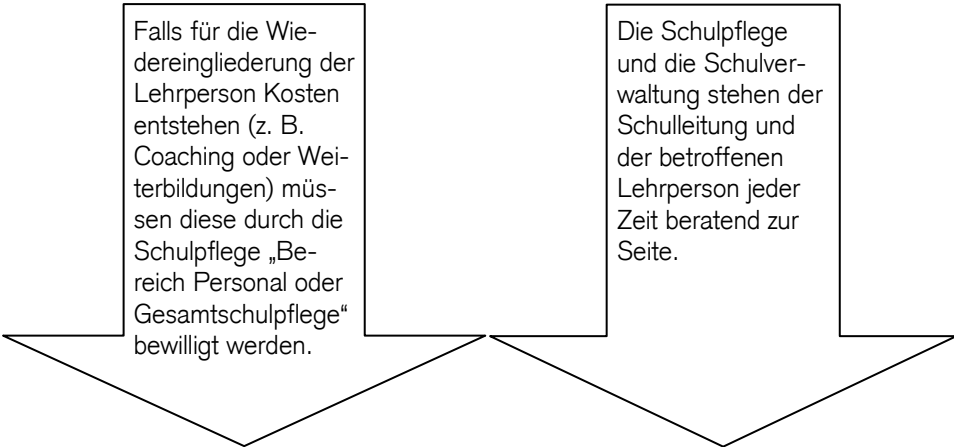 Falls für die Wie-
dereingliederung der
Lehrperson Kosten
entstehen (z. B.
Coaching oder Wei-
terbildungen) müs-
sen diese durch die
Schulpflege „Be-
reich Personal oder
Gesamtschulpflege“
bewilligt werden.
Die Schulpflege
und die Schulver-
waltung stehen der
Schulleitung und
der betroffenen
Lehrperson jeder
Zeit beratend zur
Seite.